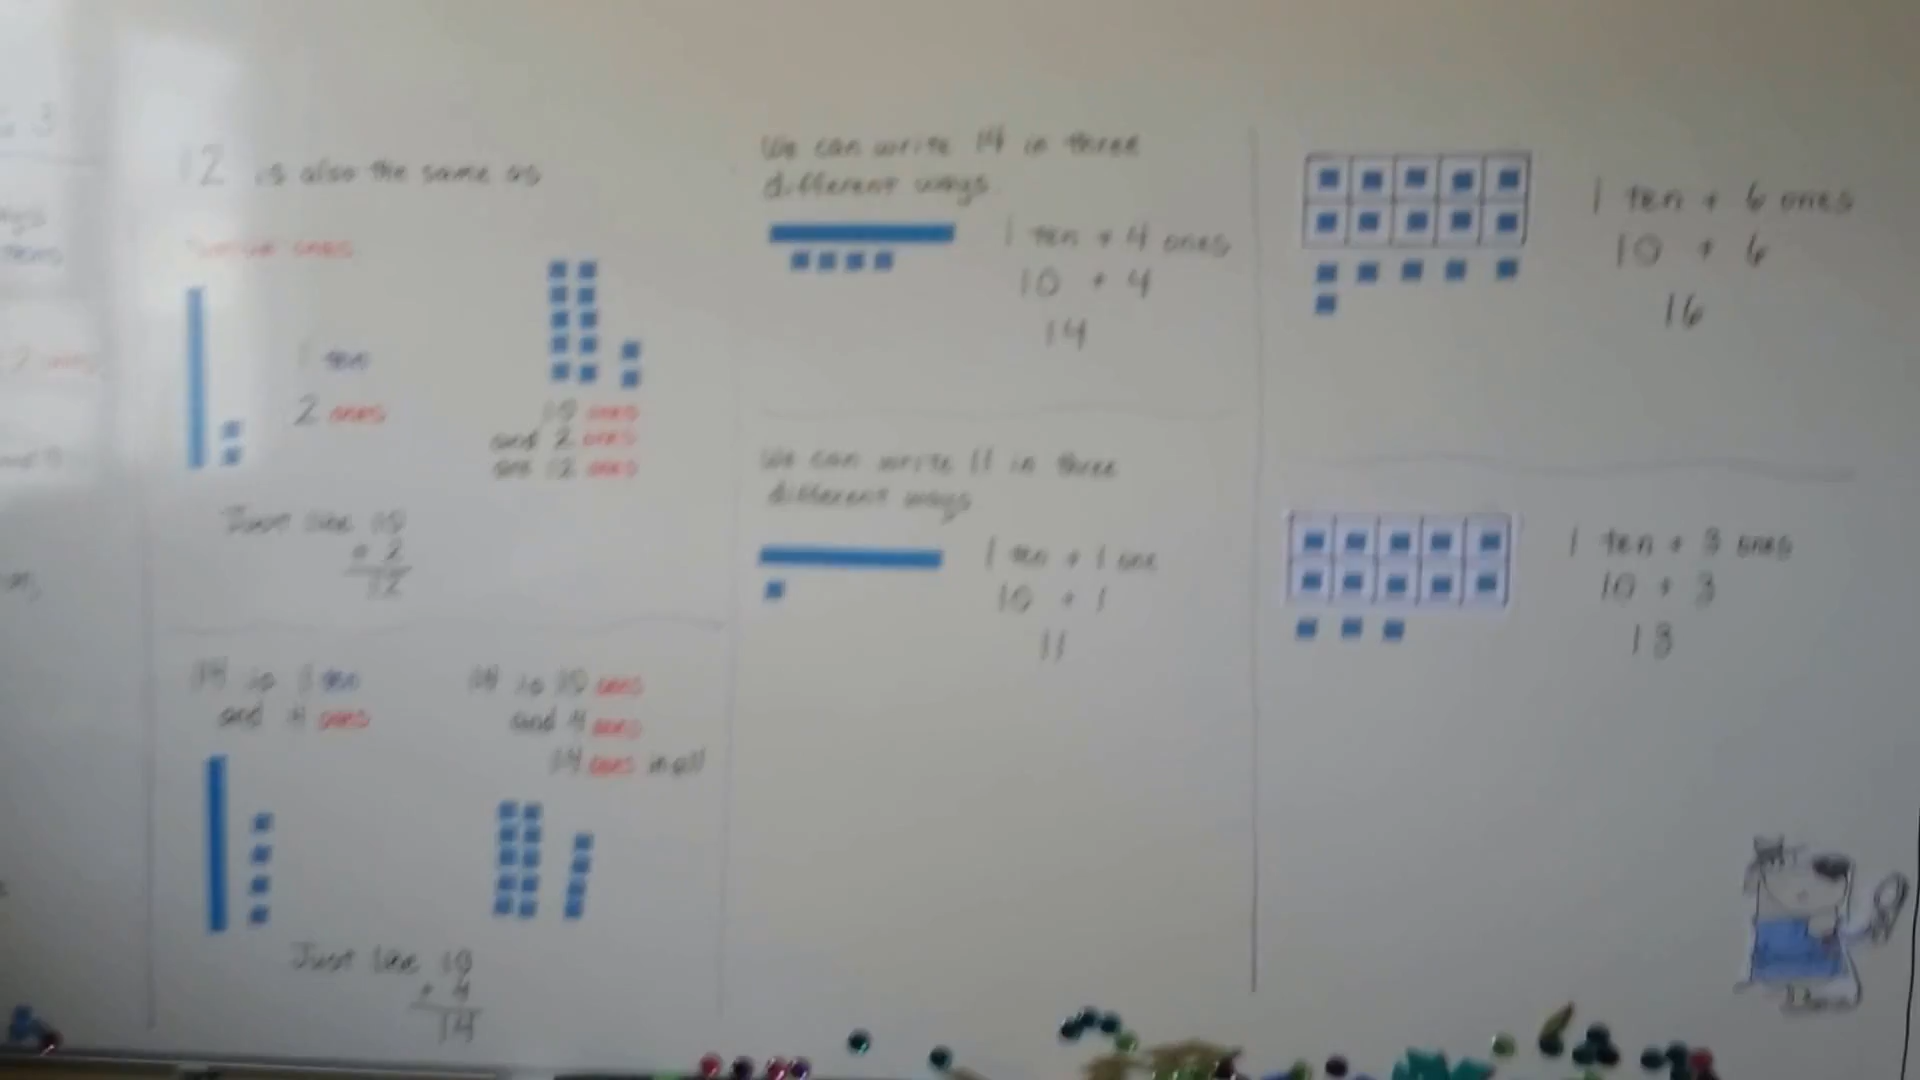 12 is also the same as
ones
1 ten
2 ones
10 ones
and 2 ones
are 12 ones
Just like 10
+ 2
12
14 is 1 ten
and 4 ones
14 is 10 ones
and 4 ones
14 ones in all
Just like 10
+ 4
14
We can write 14 in three
different ways
1 ten + 4 ones
10 + 4
14
We can write 11 in three
different ways
1 ten + 1 one
10 + 1
11
1 ten + 6 ones
10 + 6
16
1 ten + 3 ones
10 + 3
13